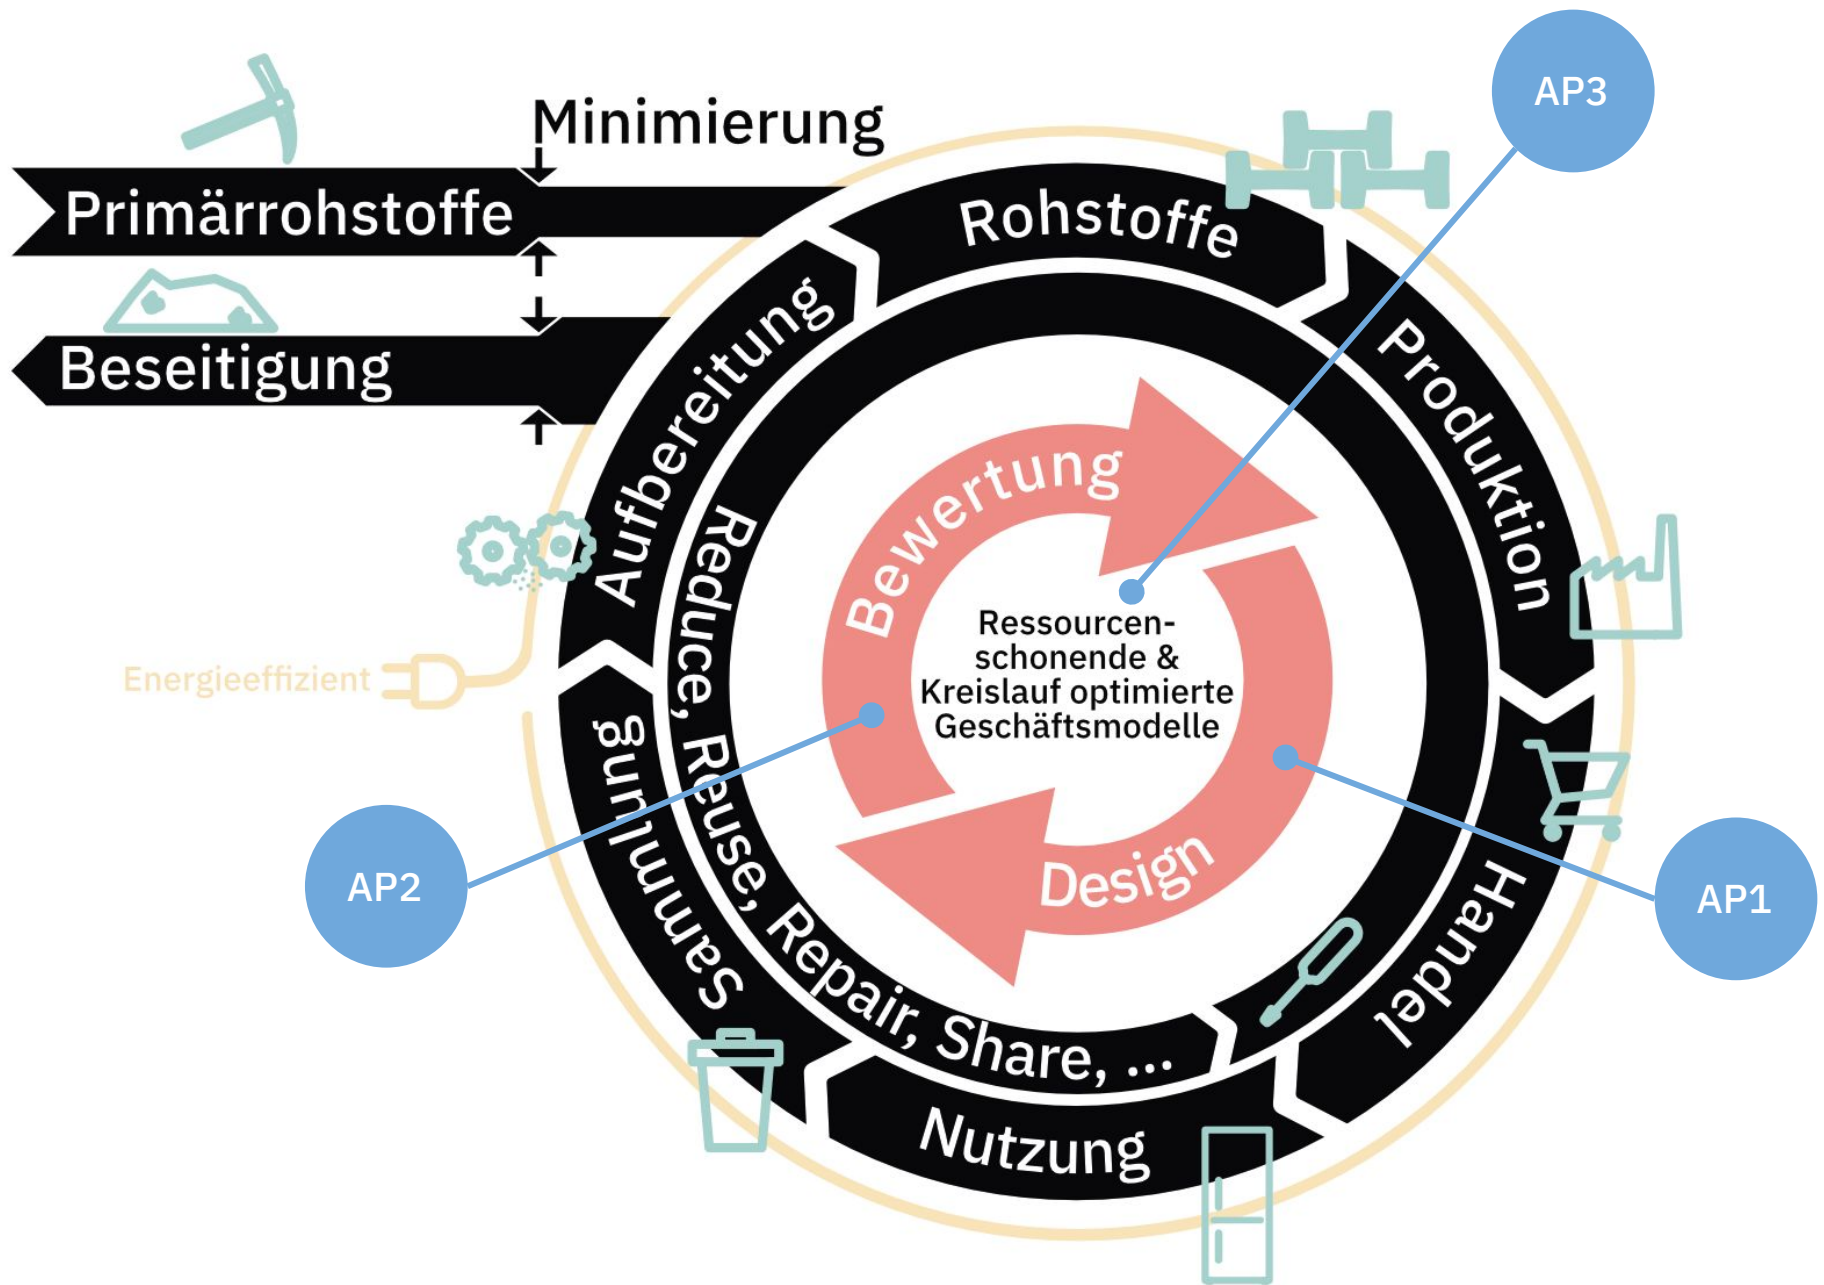 AP3
Minimierung
Primärrohstoffe
Beseitigung
Rohstoffe
Produktion
Handel
Nutzung
Sammlung
Aufbereitung
Reduce, Reuse, Repair, Share, ...
Bewertung
Design
Ressourcen-
schonende &
Kreislauf optimierte
Geschäftsmodelle
Energieeffizient
AP2
AP1